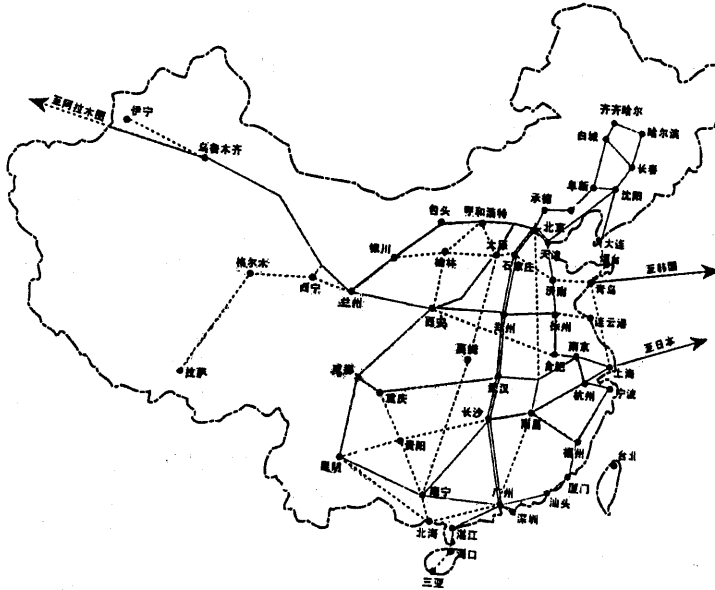 齐齐哈尔
哈尔滨
白城
长春
至阿拉木图
伊宁
乌鲁木齐
阜新
沈阳
承德
包头
呼和浩特
北京
天津
大连
烟台
银川
榆林
太原
石家庄
至韩国
格尔木
西宁
兰州
济南
青岛
西安
郑州
徐州
连云港
至日本
襄樊
合肥
南京
上海
拉萨
成都
重庆
武汉
杭州
宁波
长沙
南昌
贵阳
福州
台北
昆明
南宁
广州
厦门
汕头
深圳
北海
湛江
海口
三亚